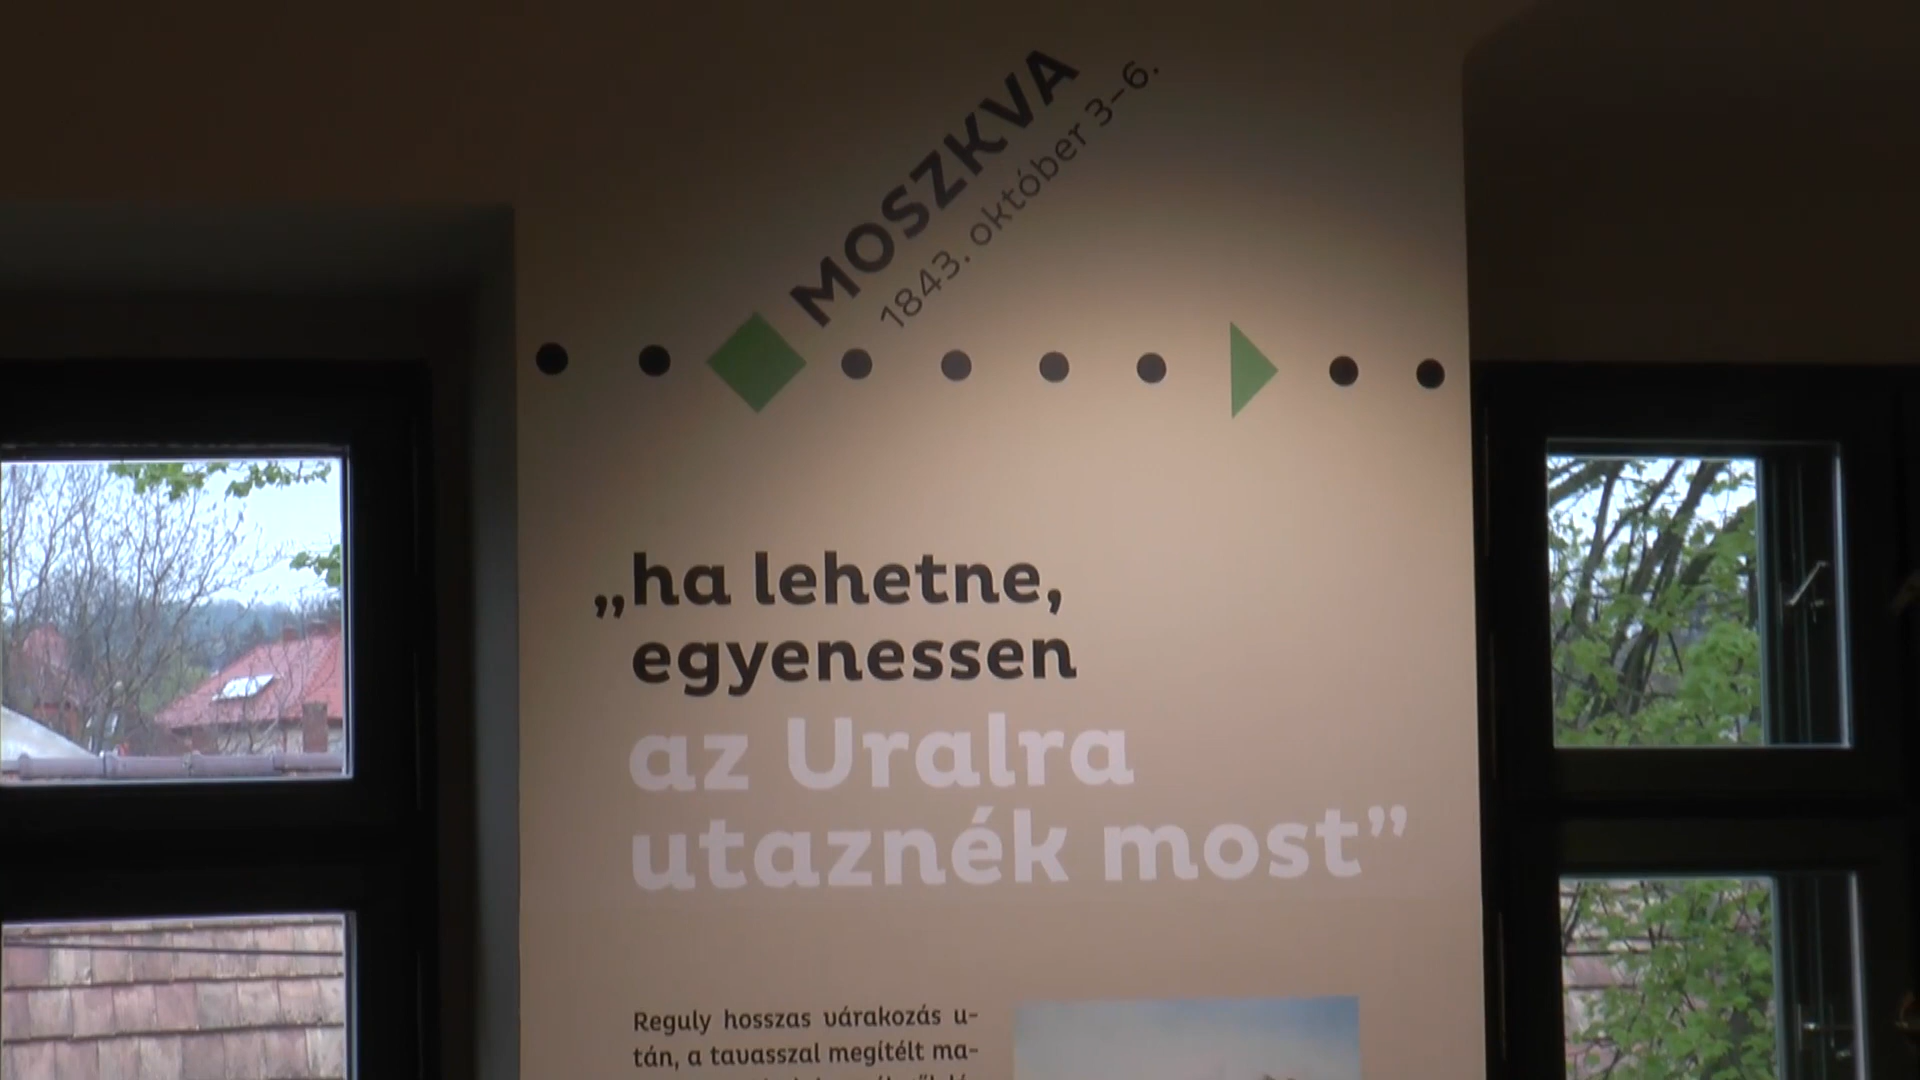 MOSZKVA
1843. október 3–6.
„ha lehetne,
egyenessen
az Uralra
utaznék most”
Reguly hosszas várakozás u-
tán, a tavasszal megítélt ma-